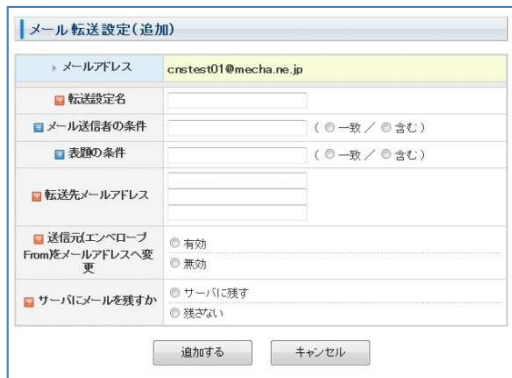 メール転送設定(追加)
メールアドレス
cnstest01@mecha.ne.jp
転送設定名
メール送信者の条件
(一致／含む)
表題の条件
(一致／含む)
転送先メールアドレス
送信元(エンベロープ
From)をメールアドレスへ変
更
有効
無効
サーバにメールを残すか
サーバに残す
残さない
追加する
キャンセル